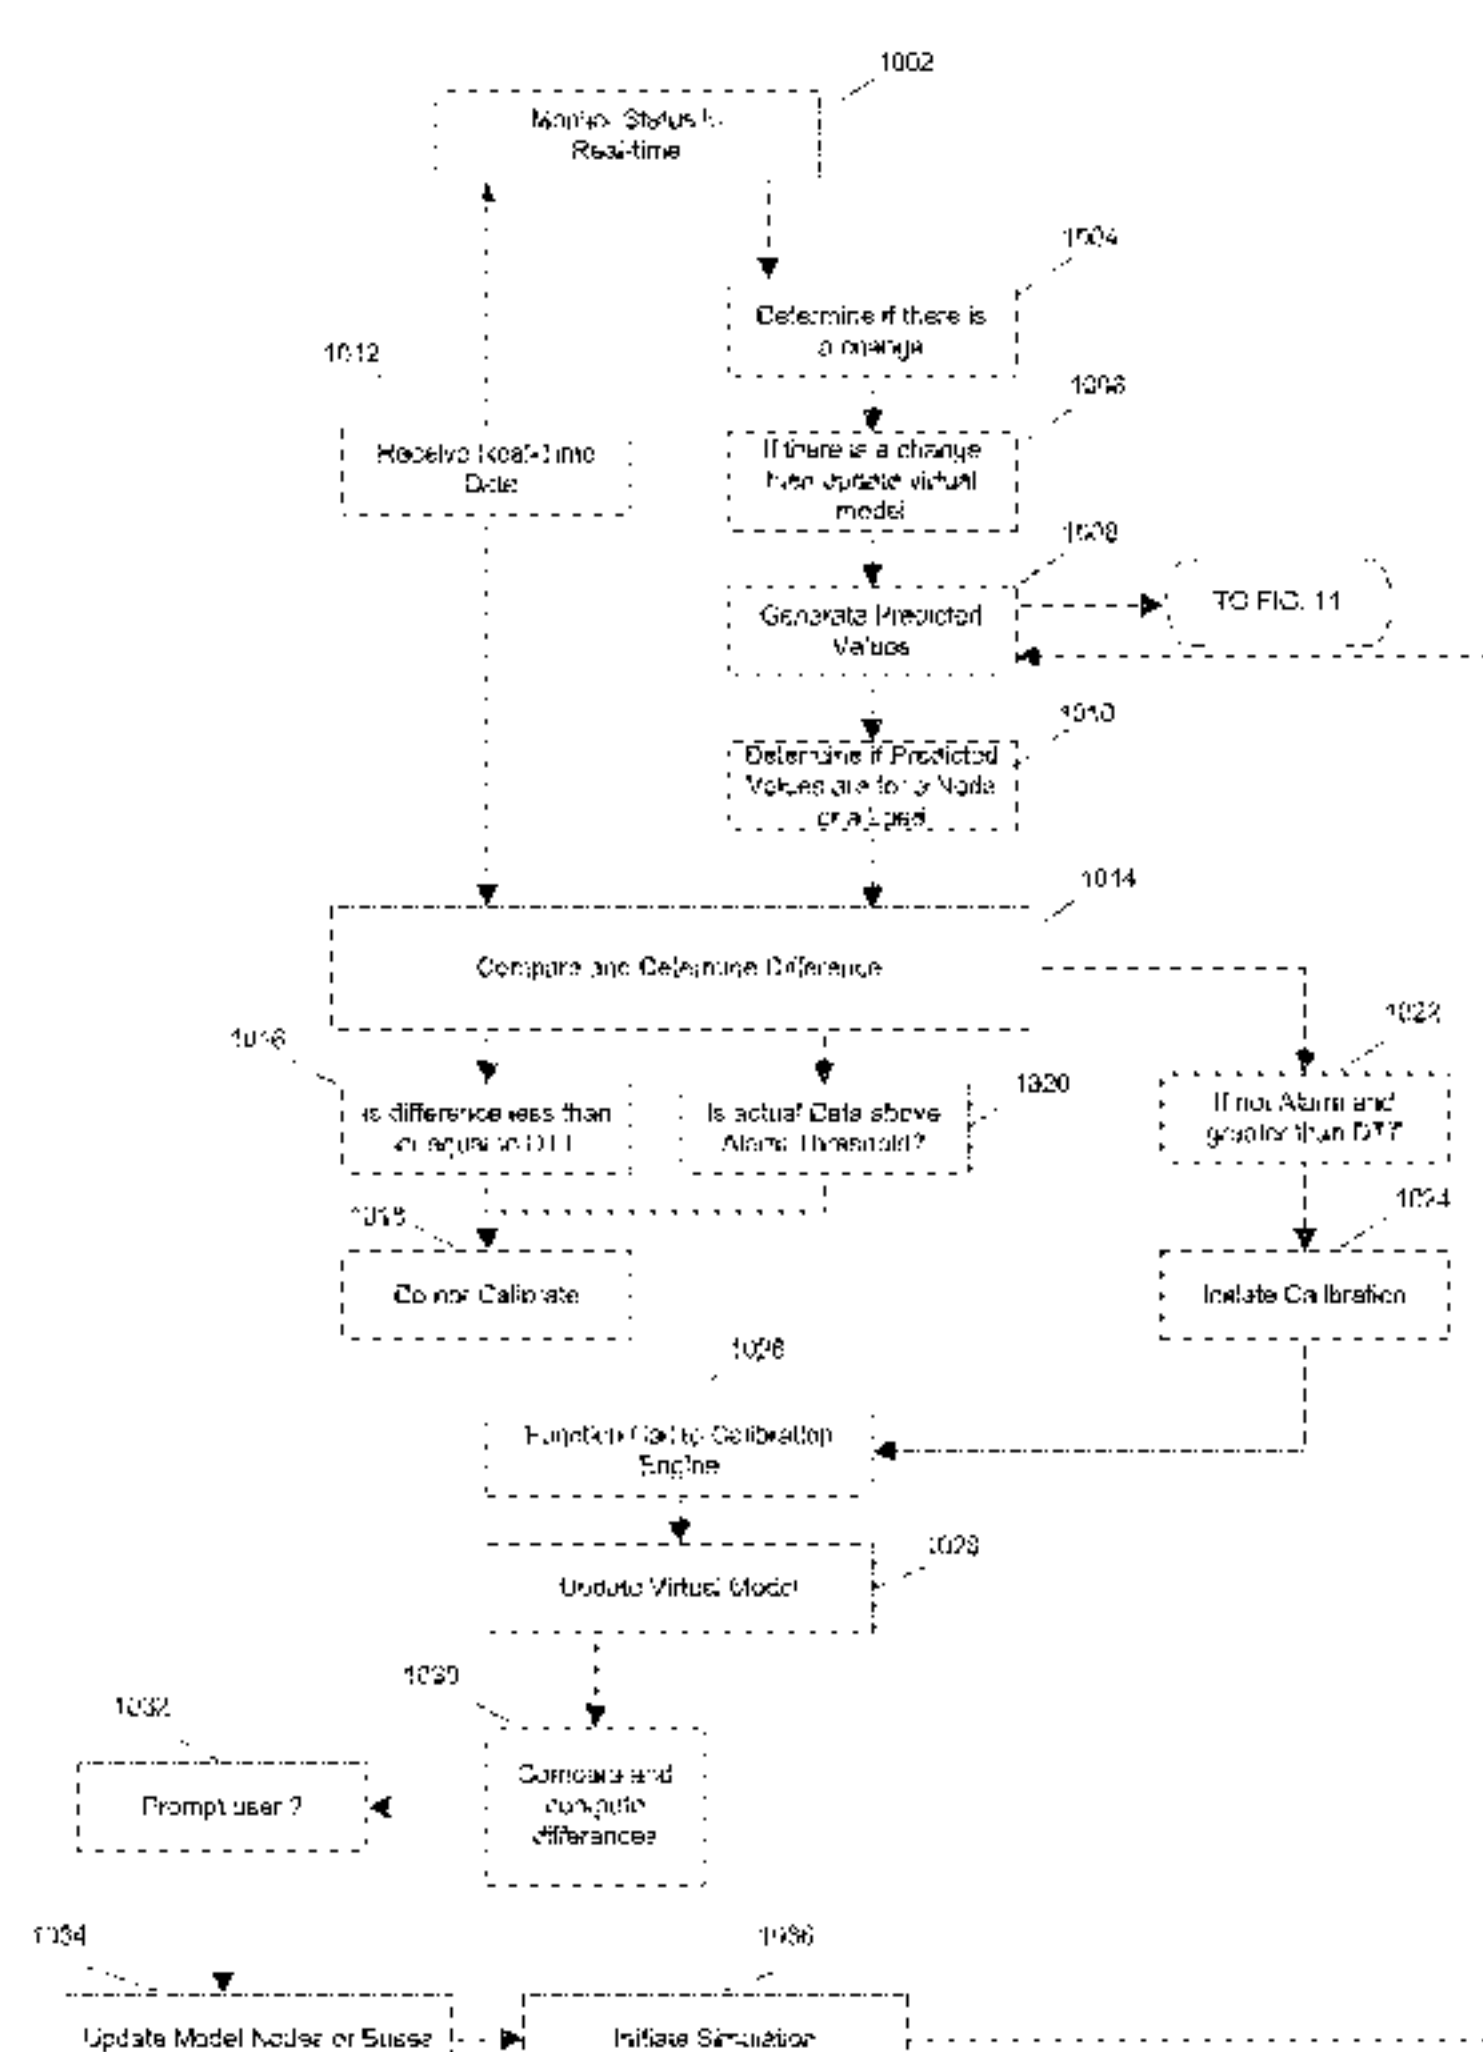 1002
Monitor Status in
Real-time
1004
Determine if there is
a change
1012
1006
Receive Real-Time
Data
If there is a change
then update virtual
model
1008
Generate Predicted
Values
TO FIG. 11
1010
Determine if Predicted
Values are for a Node
or a Load
1014
Compare and Determine Difference
1016
1022
1020
Is difference less than
or equal to DTT
Is actual Data above
Alarm Threshold?
If not Alarm and
greater than DTT
1018
1024
Do not Calibrate
Calibration
1026
Function Call to Calibration
Engine
1028
Update Virtual Model
1030
1032
Compare and
compute
differences
Prompt user ?
1034
1036
Update Model Nodes or Buses
Initiate Simulation